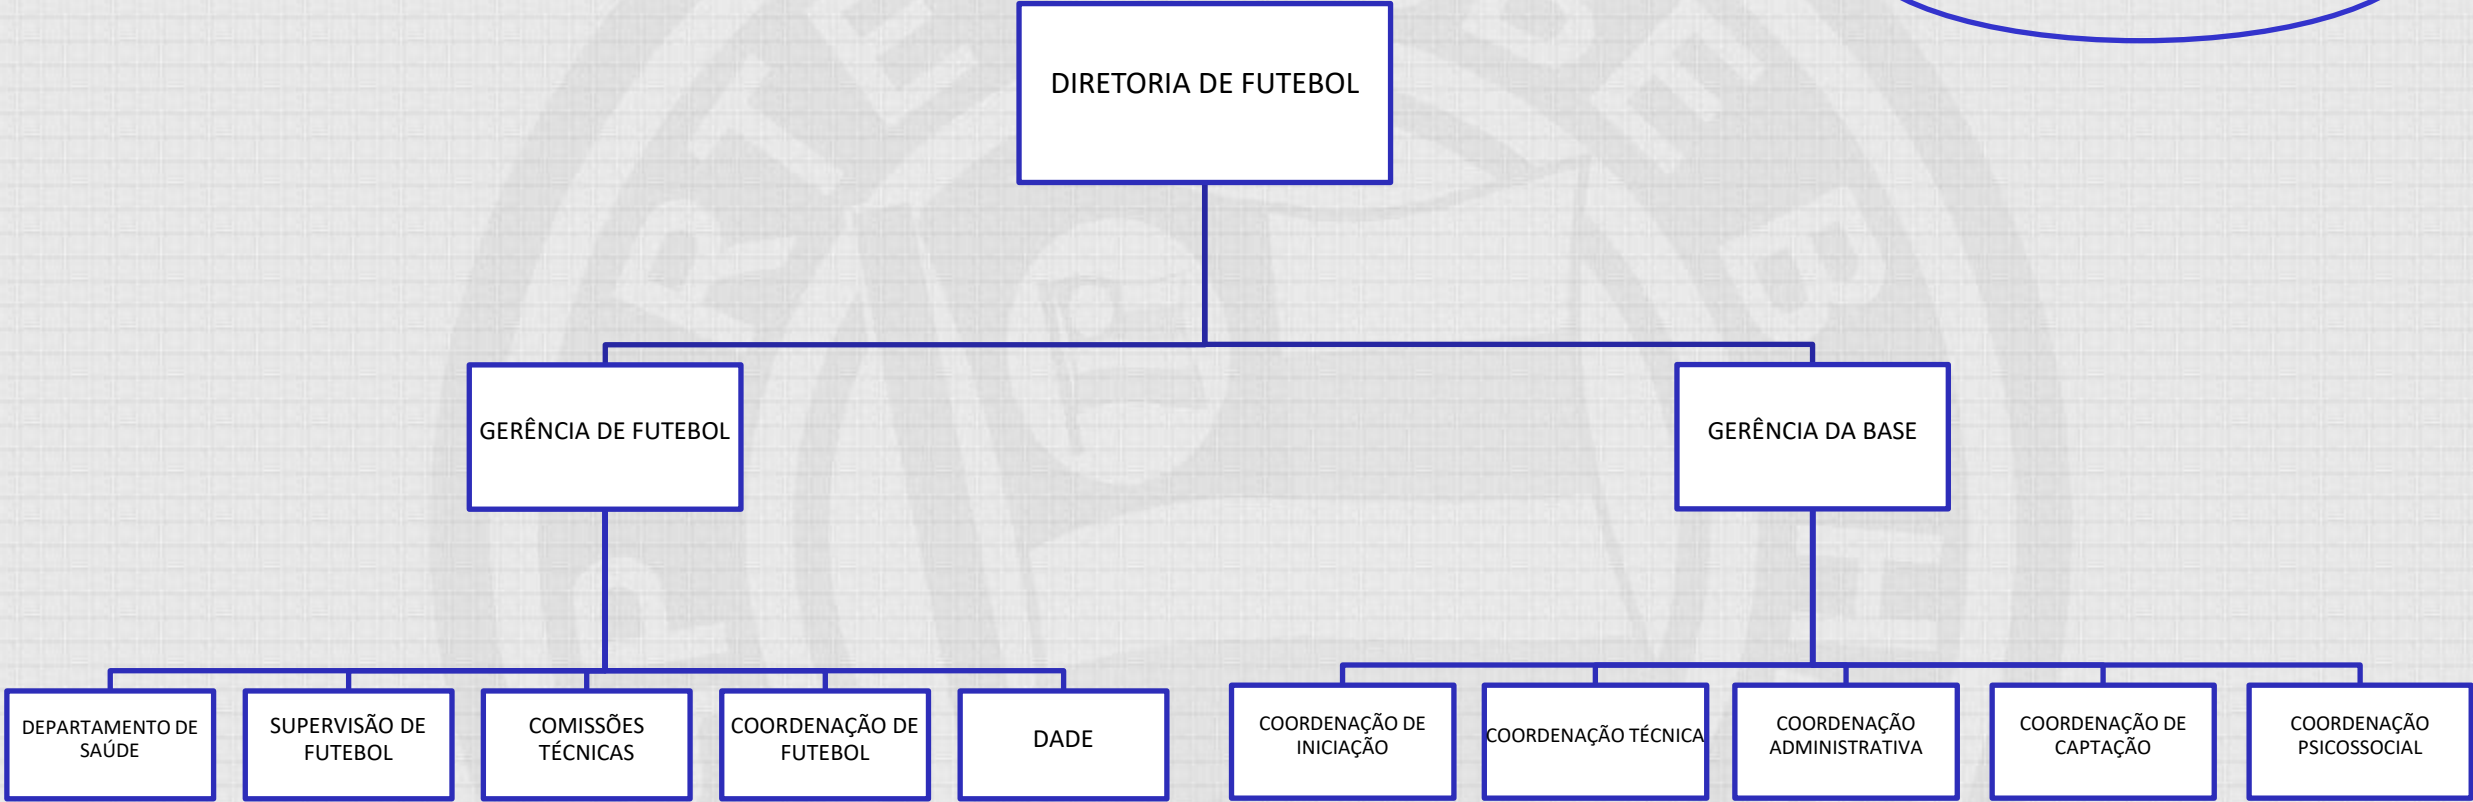 DIRETORIA DE FUTEBOL
GERÊNCIA DE FUTEBOL
GERÊNCIA DA BASE
DEPARTAMENTO DE
SAÚDE
SUPERVISÃO DE
FUTEBOL
COMISSÕES
TÉCNICAS
COORDENAÇÃO DE
FUTEBOL
DADE
COORDENAÇÃO DE
INICIAÇÃO
COORDENAÇÃO TÉCNICA
COORDENAÇÃO
ADMINISTRATIVA
COORDENAÇÃO DE
CAPTAÇÃO
COORDENAÇÃO
PSICOSSOCIAL